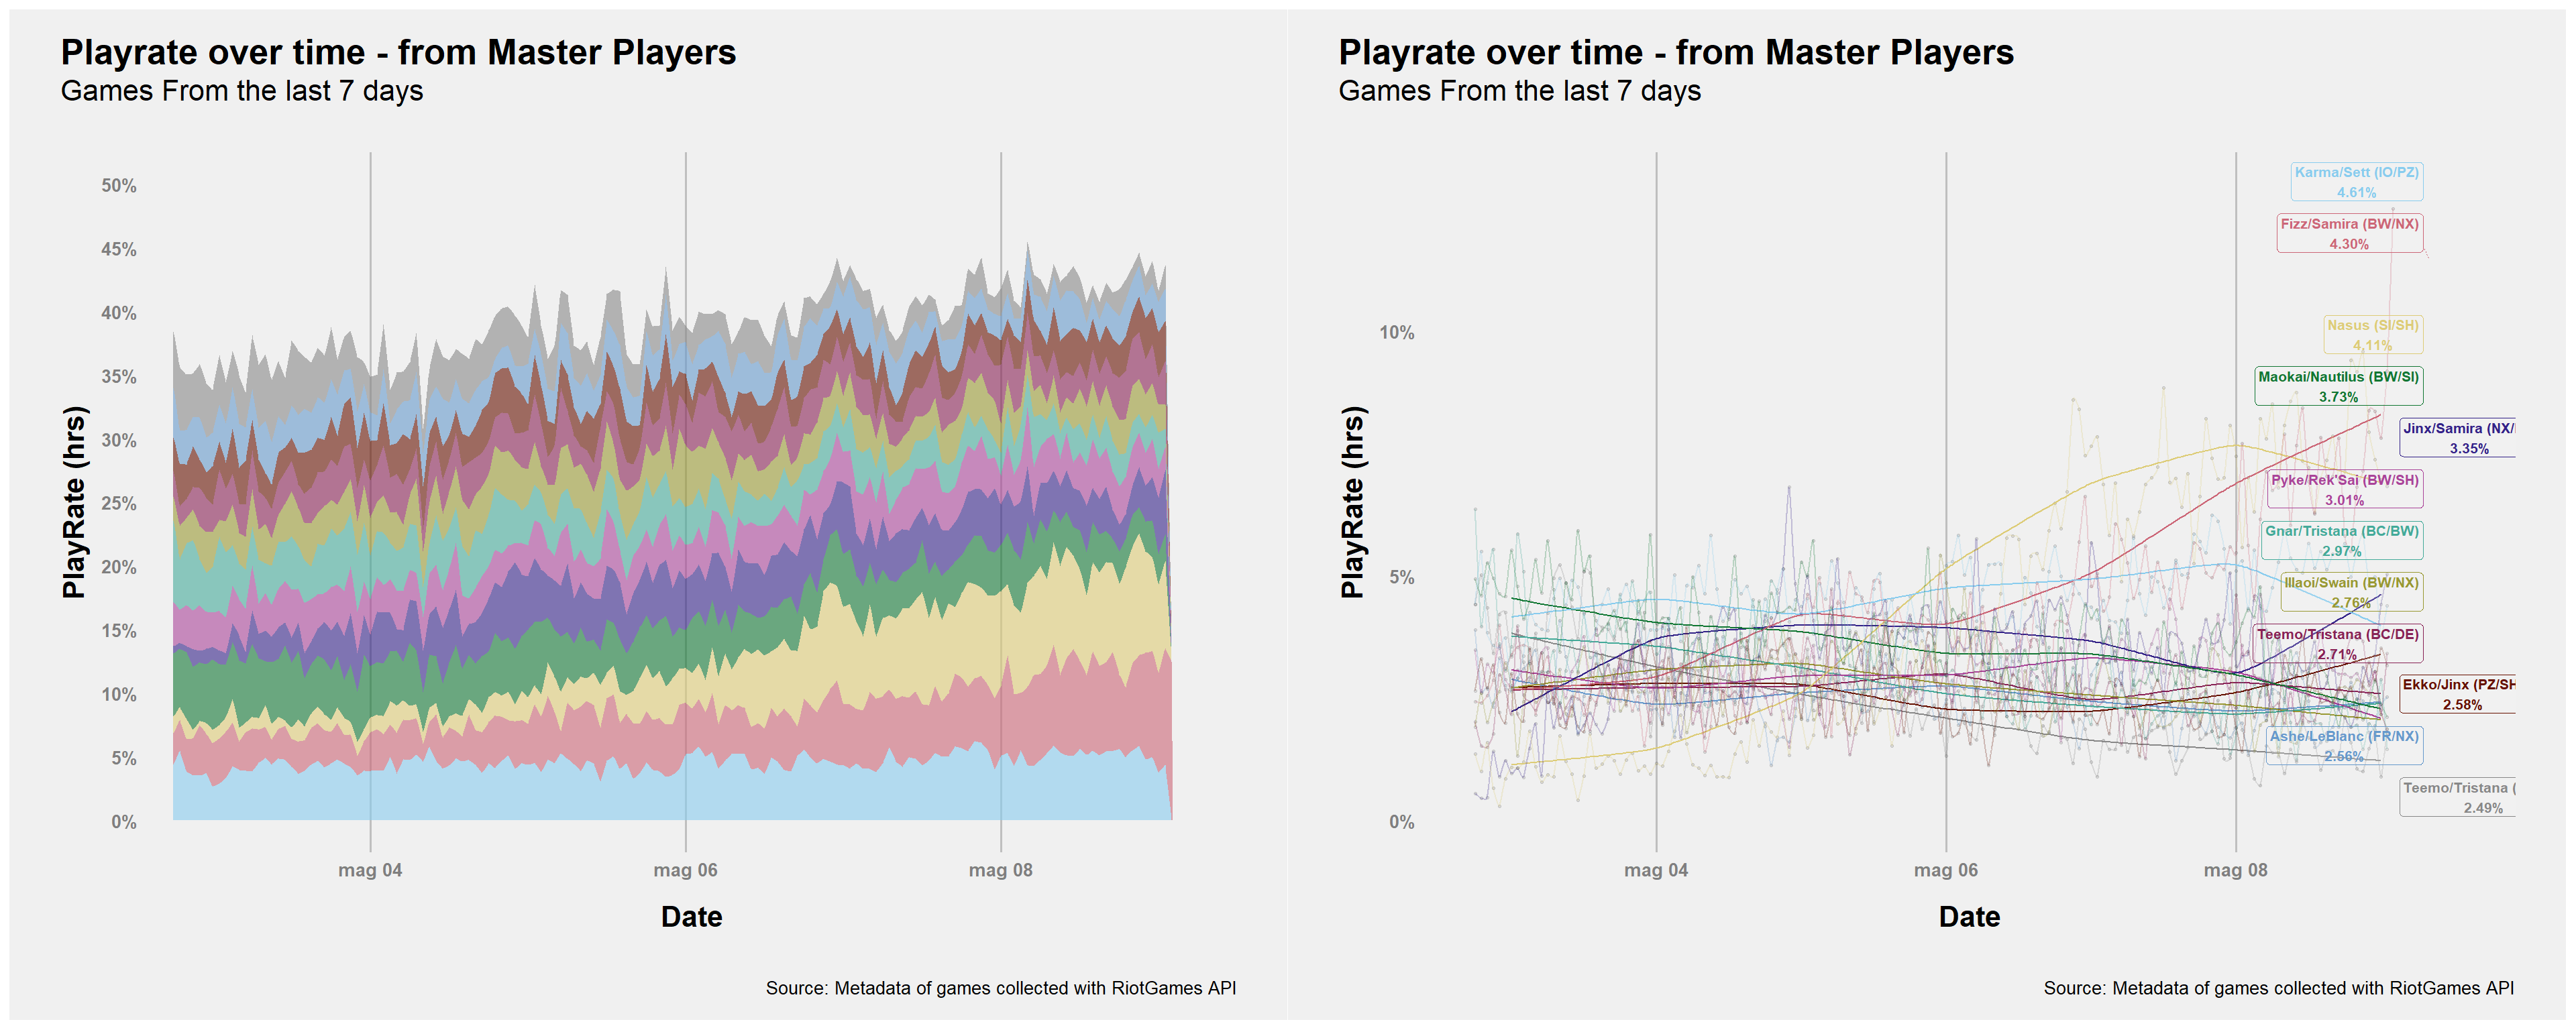 Playrate over time - from Master Players
Games From the last 7 days
PlayRate (hrs)
50%
45%
40%
35%
30%
25%
20%
15%
10%
5%
0%
mag 04
mag 06
mag 08
Date
Source: Metadata of games collected with RiotGames API
Playrate over time - from Master Players
Games From the last 7 days
PlayRate (hrs)
10%
5%
0%
Karma/Sett (IO/PZ)
4.61%
Fizz/Samira (BW/NX)
4.30%
Nasus (SI/SH)
4.11%
Maokai/Nautilus (BW/SI)
3.73%
Jinx/Samira (NX/
3.35%
Pyke/Rek'Sai (BW/SH)
3.01%
Gnar/Tristana (BC/BW)
2.97%
Illaoi/Swain (BW/NX)
2.76%
Teemo/Tristana (BC/DE)
2.71%
Ekko/Jinx (PZ/SH
2.58%
Ashe/LeBlanc (FR/NX)
2.56%
Teemo/Tristana (
2.49%
mag 04
mag 06
mag 08
Date
Source: Metadata of games collected with RiotGames API